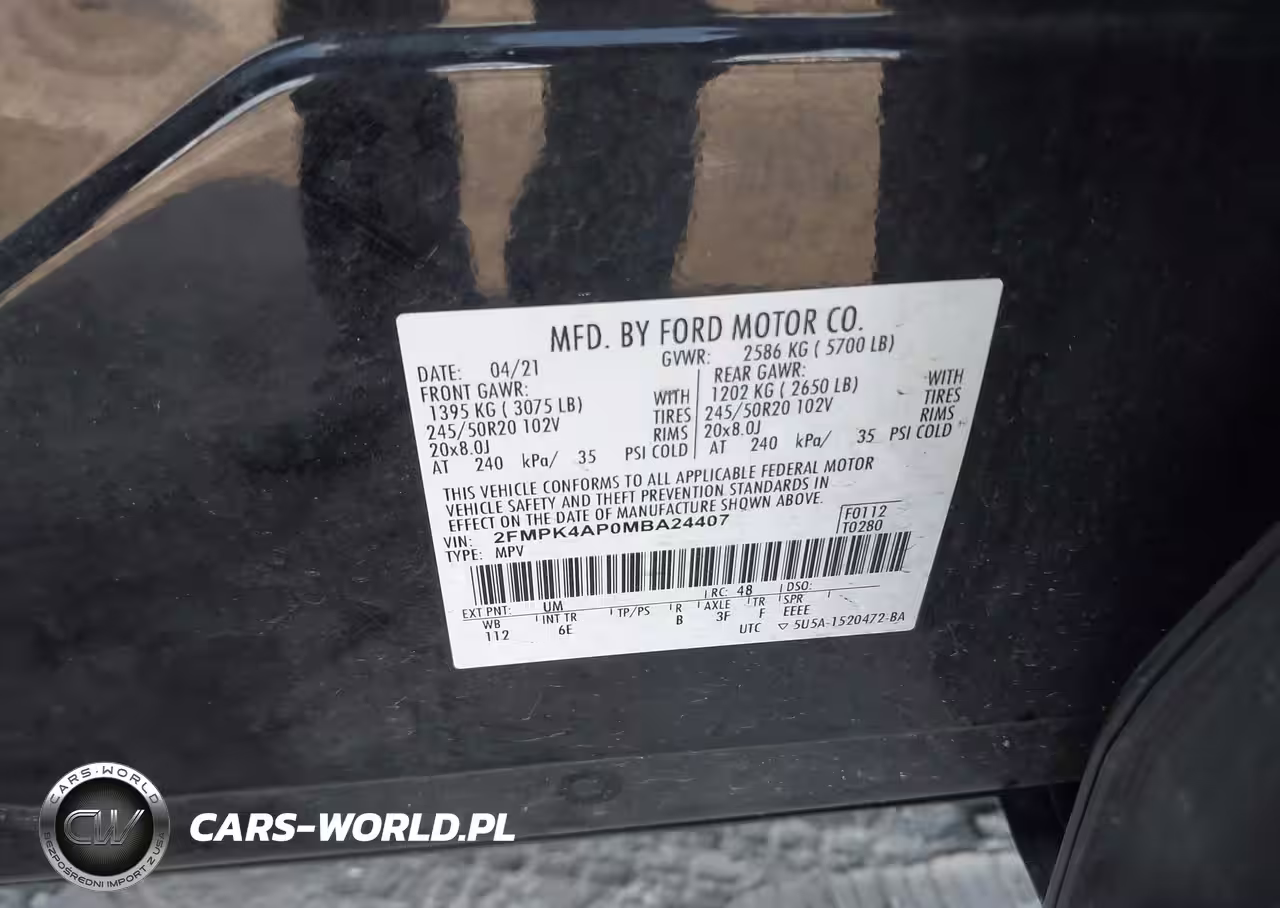 MFD. BY FORD MOTOR CO.
DATE: 04/21
GVWR: 2586 KG ( 5700 LB)
FRONT GAWR:
1395 KG ( 3075 LB) WITH
245/50R20 102V TIRES
20x8.0J RIMS
AT 240 kPa/ 35 PSI COLD
REAR GAWR:
1202 KG ( 2650 LB) WITH
245/50R20 102V TIRES
20x8.0J RIMS
AT 240 kPa/ 35 PSI COLD
THIS VEHICLE CONFORMS TO ALL APPLICABLE FEDERAL MOTOR
VEHICLE SAFETY AND THEFT PREVENTION STANDARDS IN
EFFECT ON THE DATE OF MANUFACTURE SHOWN ABOVE.
VIN: 2FMPK4AP0MBA24407
F0112
T0280
TYPE: MPV
EXT PNT: UM RC: 48 DSO:
WB INT TR TP/PS R AXLE TR SPR
112 6E B 3F F EEEE
UTC ▽ 5U5A-1520472-BA
CARS-WORLD
CW
BEZPOŚREDNI IMPORT Z USA
CARS-WORLD.PL